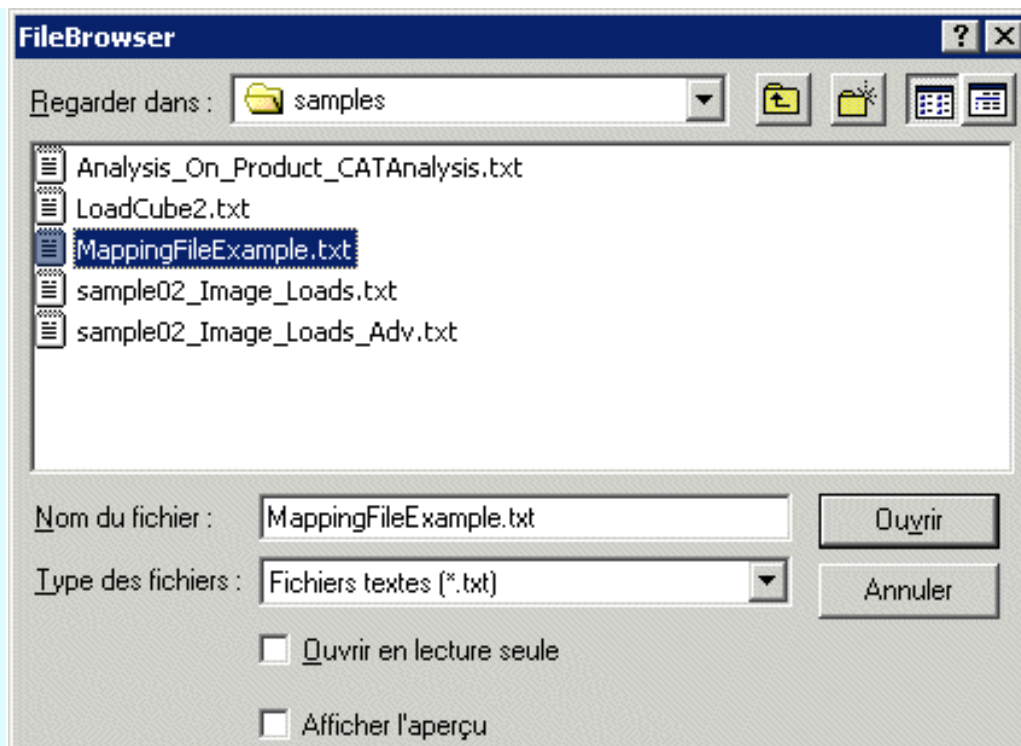 FileBrowser
Regarder dans : samples
Analysis_On_Product_CATAnalysis.txt
LoadCube2.txt
MappingFileExample.txt
sample02_Image_Loads.txt
sample02_Image_Loads_Adv.txt
Nom du fichier : MappingFileExample.txt Ouvrir
Type des fichiers : Fichiers textes (*.txt) Annuler
Ouvrir en lecture seule
Afficher l'aperçu